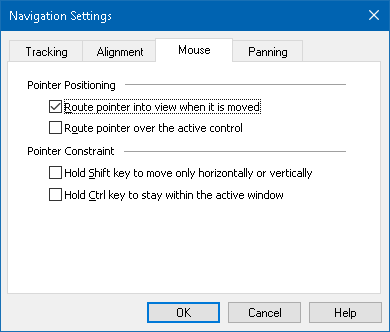 Navigation Settings
Tracking Alignment Mouse Panning
Pointer Positioning
Route pointer into view when it is moved
Route pointer over the active control
Pointer Constraint
Hold Shift key to move only horizontally or vertically
Hold Ctrl key to stay within the active window
OK Cancel Help